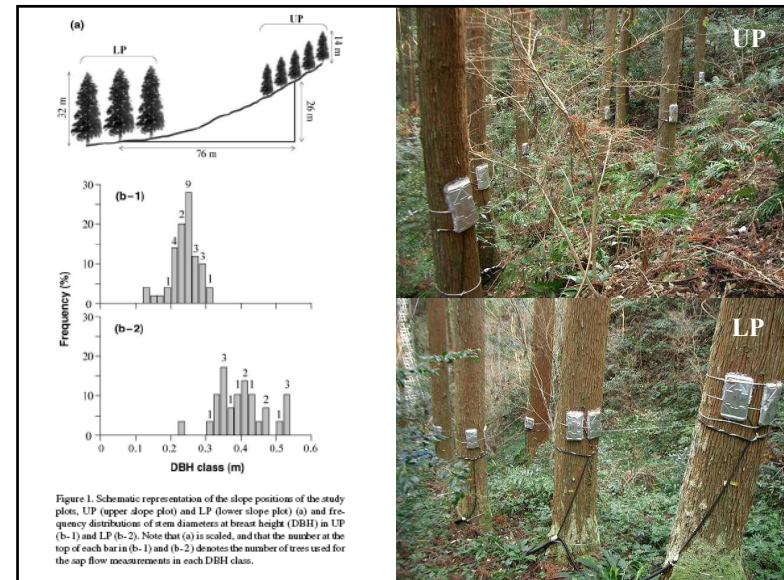 (a)
UP
LP
14 m
32 m
26 m
76 m
(b-1)
30
20
10
0
9
2
4
3
3
1
1
Frequency (%)
(b-2)
30
20
10
0
3
2
1
1
3
1
2
1
1
0 0.1 0.2 0.3 0.4 0.5 0.6
DBH class (m)
Figure 1. Schematic representation of the slope positions of the study
plots, UP (upper slope plot) and LP (lower slope plot) (a) and fre-
quency distributions of stem diameters at breast height (DBH) in UP
(b-1) and LP (b-2). Note that (a) is scaled, and that the number at the
top of each bar in (b-1) and (b-2) denotes the number of trees used for
the sap flow measurements in each DBH class.
UP
LP